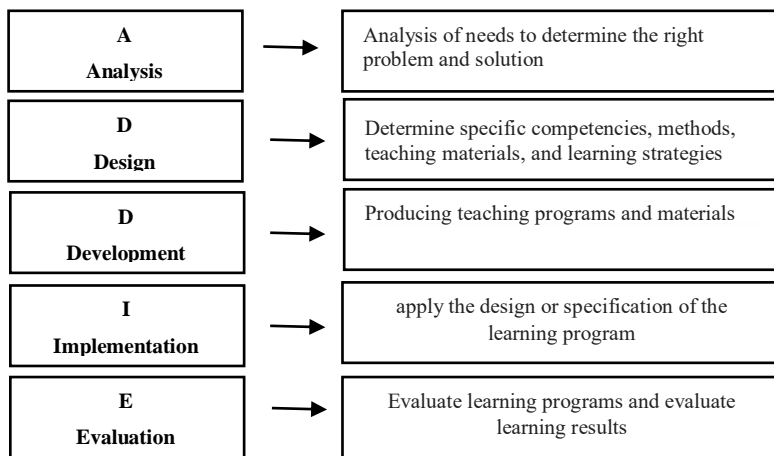 A
Analysis
Analysis of needs to determine the right
problem and solution
D
Design
Determine specific competencies, methods,
teaching materials, and learning strategies
D
Development
Producing teaching programs and materials
I
Implementation
apply the design or specification of the
learning program
E
Evaluation
Evaluate learning programs and evaluate
learning results